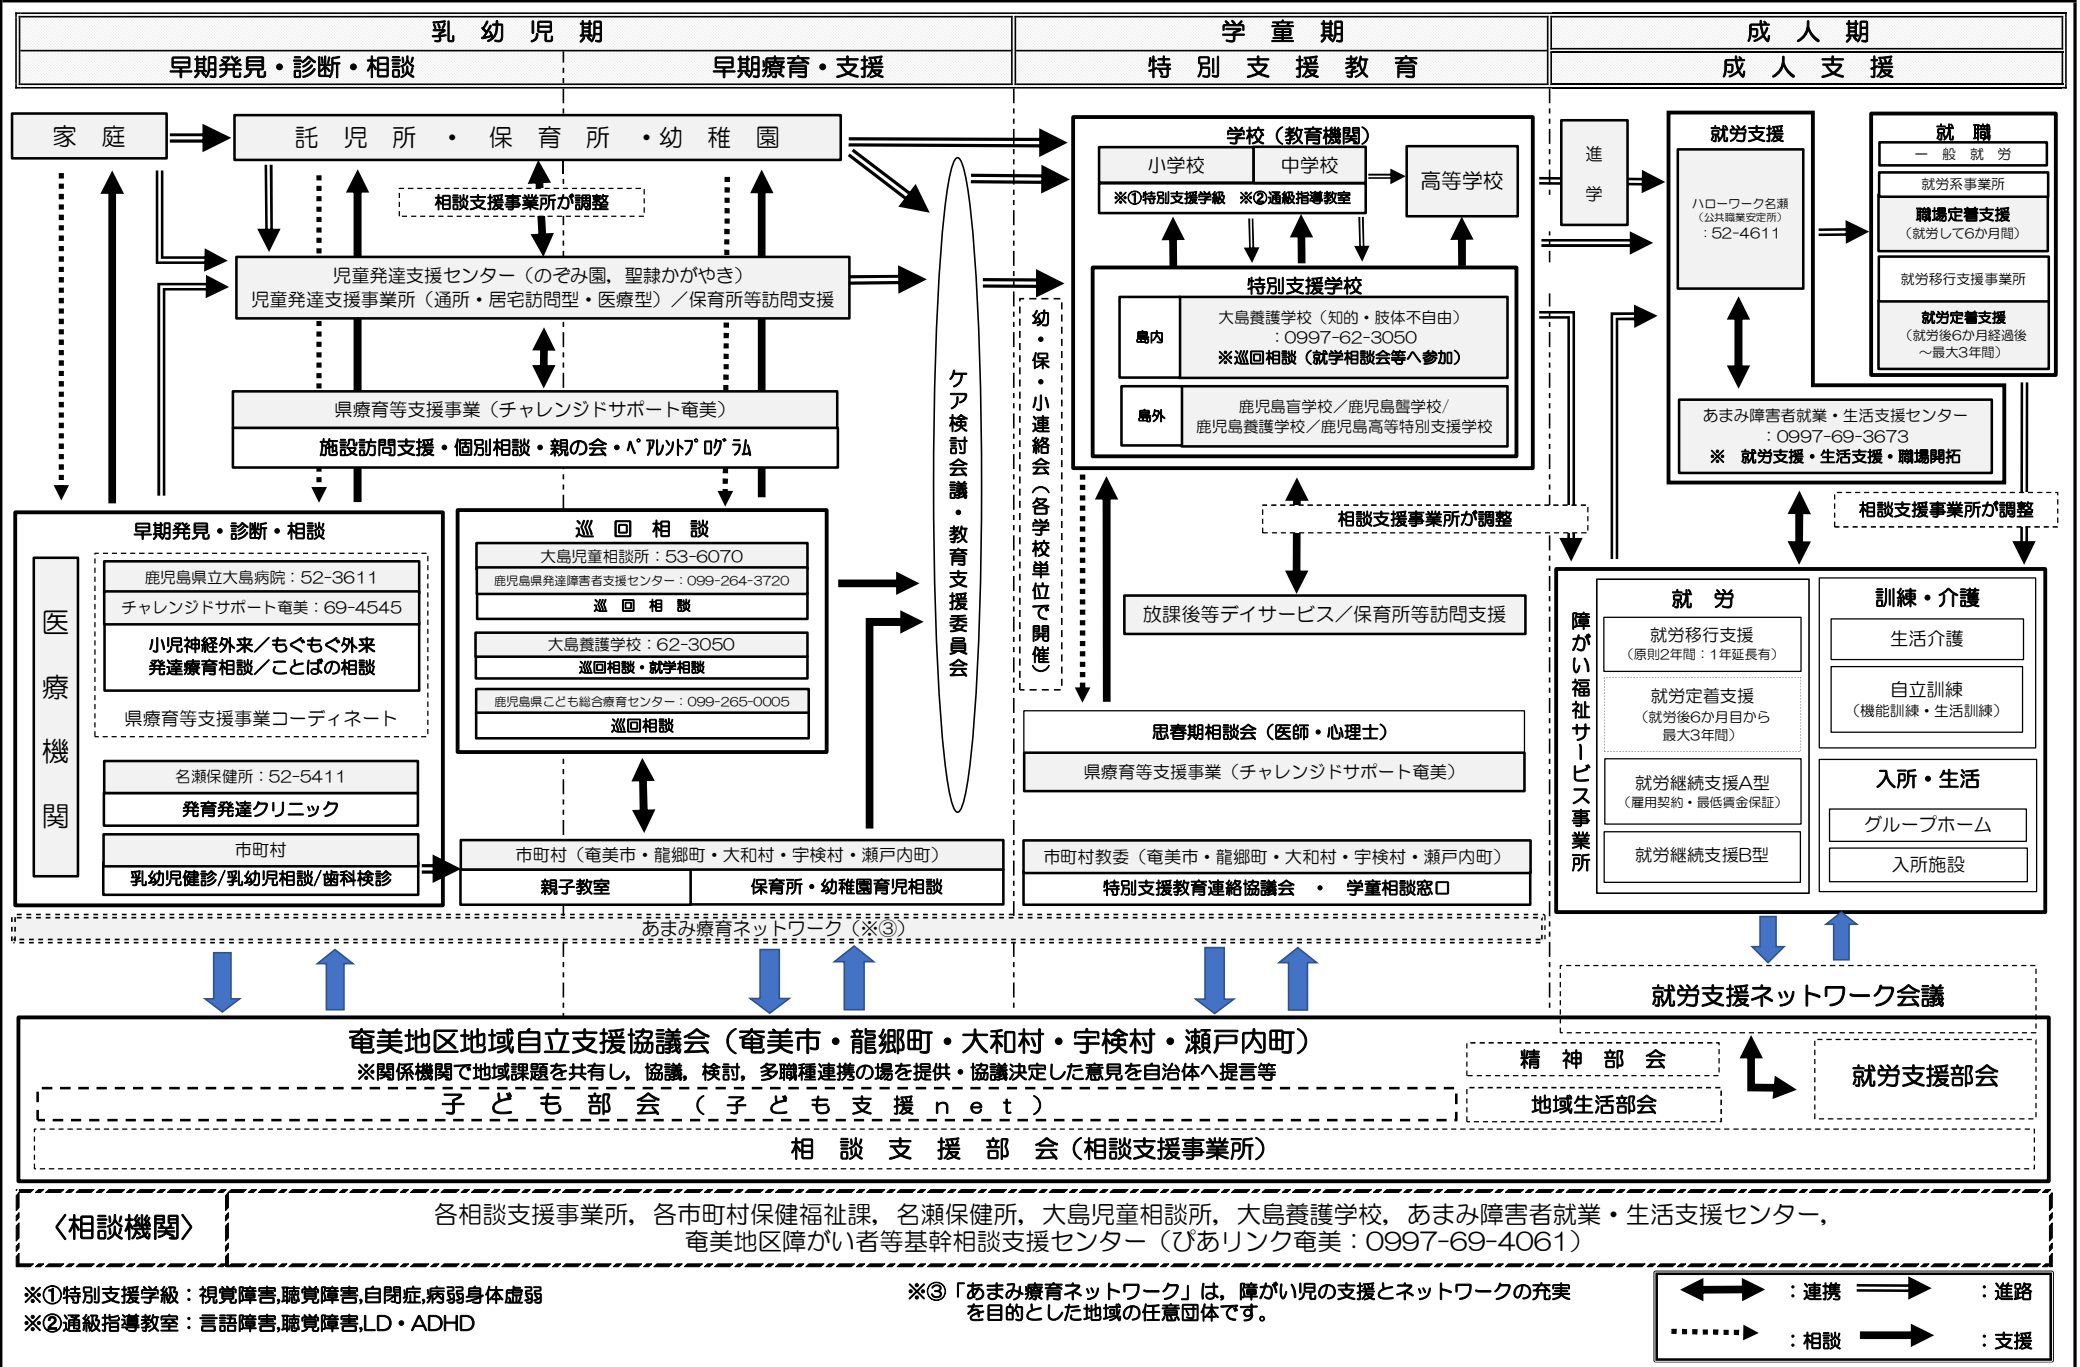 乳幼児期
学童期
成人期
早期発見・診断・相談
早期療育・支援
特別支援教育
成人支援
家庭
託児所・保育所・幼稚園
相談支援事業所が調整
児童発達支援センター（のぞみ園，聖隷かがやき）
児童発達支援事業所（通所・居宅訪問型・医療型）／保育所等訪問支援
県療育等支援事業（チャレンジドサポート奄美）
施設訪問支援・個別相談・親の会・ﾍﾟｱﾚﾝﾄﾌﾟﾛｸﾞﾗﾑ
早期発見・診断・相談
医療機関
鹿児島県立大島病院：52-3611
チャレンジドサポート奄美：69-4545
小児神経外来／もぐもぐ外来
発達療育相談／ことばの相談
県療育等支援事業コーディネート
名瀬保健所：52-5411
発育発達クリニック
市町村
乳幼児健診/乳幼児相談/歯科検診
巡回相談
大島児童相談所：53-6070
鹿児島県発達障害者支援センター：099-264-3720
巡回相談
大島養護学校：62-3050
巡回相談・就学相談
鹿児島県こども総合療育センター：099-265-0005
巡回相談
市町村（奄美市・龍郷町・大和村・宇検村・瀬戸内町）
親子教室
保育所・幼稚園育児相談
ケア検討会議・教育支援委員会
幼・保・小連絡会（各学校単位で開催）
学校（教育機関）
小学校
中学校
※①特別支援学級
※②通級指導教室
高等学校
特別支援学校
島内
大島養護学校（知的・肢体不自由）
：0997-62-3050
※巡回相談（就学相談会等へ参加）
島外
鹿児島盲学校／鹿児島聾学校/
鹿児島養護学校／鹿児島高等特別支援学校
相談支援事業所が調整
放課後等デイサービス／保育所等訪問支援
思春期相談会（医師・心理士）
県療育等支援事業（チャレンジドサポート奄美）
市町村教委（奄美市・龍郷町・大和村・宇検村・瀬戸内町）
特別支援教育連絡協議会　・　学童相談窓口
進学
就労支援
ハローワーク名瀬
（公共職業安定所）
：52-4611
就職
一般就労
就労系事業所
職場定着支援
（就労して6か月間）
就労移行支援事業所
就労定着支援
（就労後6か月経過後
～最大3年間）
あまみ障害者就業・生活支援センター
：0997-69-3673
※　就労支援・生活支援・職場開拓
相談支援事業所が調整
障がい福祉サービス事業所
就労
就労移行支援
（原則2年間：1年延長有）
就労定着支援
（就労後6か月目から
最大3年間）
就労継続支援A型
（雇用契約・最低賃金保証）
就労継続支援B型
訓練・介護
生活介護
自立訓練
（機能訓練・生活訓練）
入所・生活
グループホーム
入所施設
あまみ療育ネットワーク（※③）
就労支援ネットワーク会議
奄美地区地域自立支援協議会（奄美市・龍郷町・大和村・宇検村・瀬戸内町）
※関係機関で地域課題を共有し，協議，検討，多職種連携の場を提供・協議決定した意見を自治体へ提言等
子ども部会（子ども支援ｎｅｔ）
精神部会
地域生活部会
就労支援部会
相談支援部会（相談支援事業所）
〈相談機関〉
各相談支援事業所，各市町村保健福祉課，名瀬保健所，大島児童相談所，大島養護学校，あまみ障害者就業・生活支援センター，
奄美地区障がい者等基幹相談支援センター（ぴあリンク奄美：0997-69-4061）
※①特別支援学級：視覚障害,聴覚障害,自閉症,病弱身体虚弱
※②通級指導教室：言語障害,聴覚障害,LD・ADHD
※③「あまみ療育ネットワーク」は，障がい児の支援とネットワークの充実
を目的とした地域の任意団体です。
：連携
：進路
：相談
：支援